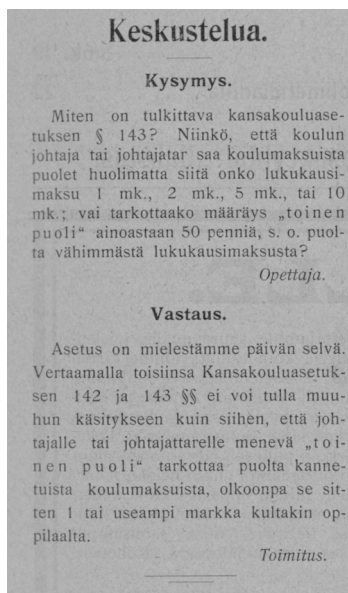 Keskustelua.
Kysymys.
Miten on tulkittava kansakouluase-
tuksen § 143? Niinkö, että koulun
johtaja tai johtajatar saa koulumaksuista
puolet huolimatta siitä onko lukukausi-
maksu 1 mk., 2 mk., 5 mk., tai 10
mk.; vai tarkottaako määräys „toinen
puoli“ ainoastaan 50 penniä, s. o. puol-
ta vähimmästä lukukausimaksusta?
Opettaja.
Vastaus.
Asetus on mielestämme päivän selvä.
Vertaamalla toisiinsa Kansakouluasetuk-
sen 142 ja 143 §§ ei voi tulla muu-
hun käsitykseen kuin siihen, että joh-
tajalle tai johtajattarelle menevä „toi-
nen puoli“ tarkottaa puolta kanne-
tuista koulumaksuista, olkoonpa se sit-
ten 1 tai useampi markka kultakin op-
pilaalta.
Toimitus.